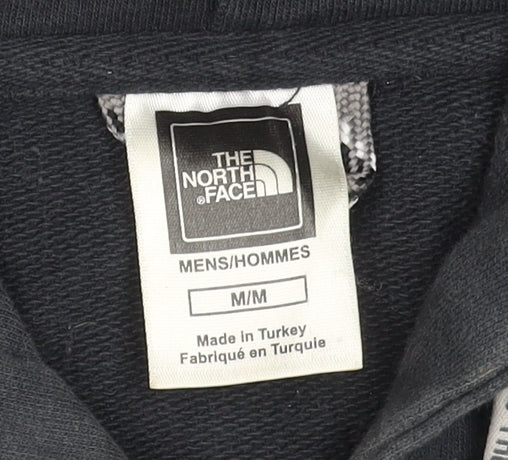 THE
NORTH
®FACE
MENS/HOMMES
M/M
Made in Turkey
Fabriqué en Turquie